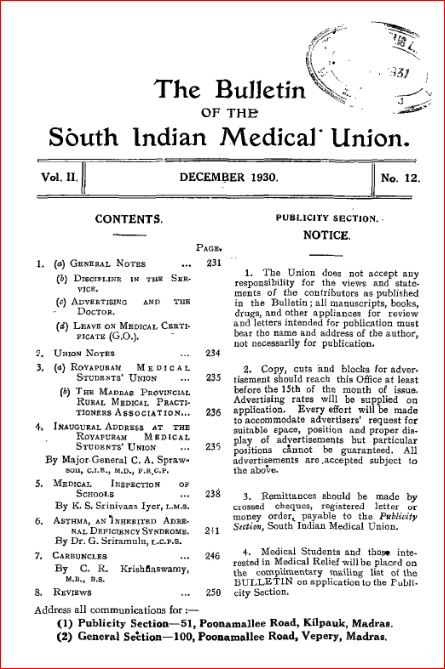 The Bulletin
OF THE
South Indian Medical Union.
Vol. II.
DECEMBER 1930.
No. 12.
CONTENTS.
PAGE.
1. (a) GENERAL NOTES ... 231
(b) DISCIPLINE IN THE SER-
VICE.
(c) ADVERTISING AND THE
DOCTOR.
(d) LEAVE ON MEDICAL CERTI-
FICATE (G.O.).
2. UNION NOTES ... 234
3. (a) ROYAPURAM MEDICAL
STUDENTS' UNION ... 235
(b) THE MADRAS PROVINCIAL
RURAL MEDICAL PRACTI-
TIONERS ASSOCIATION... 236
4. INAUGURAL ADDRESS AT THE
ROYAPURAM MEDICAL
STUDENTS' UNION ... 235
By Major-General C. A. Spraw-
son, C.I.E., M.D., F.R.C.P.
5. MEDICAL INSPECTION OF
SCHOOLS ... 238
By K. S. Srinivasa Iyer, L.M.S.
6. ASTHMA, AN INHERITED ADRE-
NAL DEFICIENCY SYNDROME. 241
By Dr. G. Sriramulu, L.C.P.S.
7. CARBUNCLES ... 246
By C. R. Krishnaswamy,
M.B., B.S.
8. REVIEWS ... 250
PUBLICITY SECTION.
NOTICE.
1. The Union does not accept any
responsibility for the views and state-
ments of the contributors as published
in the Bulletin; all manuscripts, books,
drugs, and other appliances for review
and letters intended for publication must
bear the name and address of the author,
not necessarily for publication.
2. Copy, cuts and blocks for adver-
tisement should reach this Office at least
before the 15th of the month of issue.
Advertising rates will be supplied on
application. Every effort will be made
to accommodate advertisers' request for
suitable space, position and proper dis-
play of advertisements but particular
positions cannot be guaranteed. All
advertisements are accepted subject to
the above.
3. Remittances should be made by
crossed cheques, registered letter or
money order, payable to the Publicity
Section, South Indian Medical Union.
4. Medical Students and those inte-
rested in Medical Relief will be placed on
the complimentary mailing list of the
BULLETIN on application to the Publi-
city Section.
Address all communications for :—
(1) Publicity Section—51, Poonamallee Road, Kilpauk, Madras.
(2) General Section—100, Poonamallee Road, Vepery, Madras.